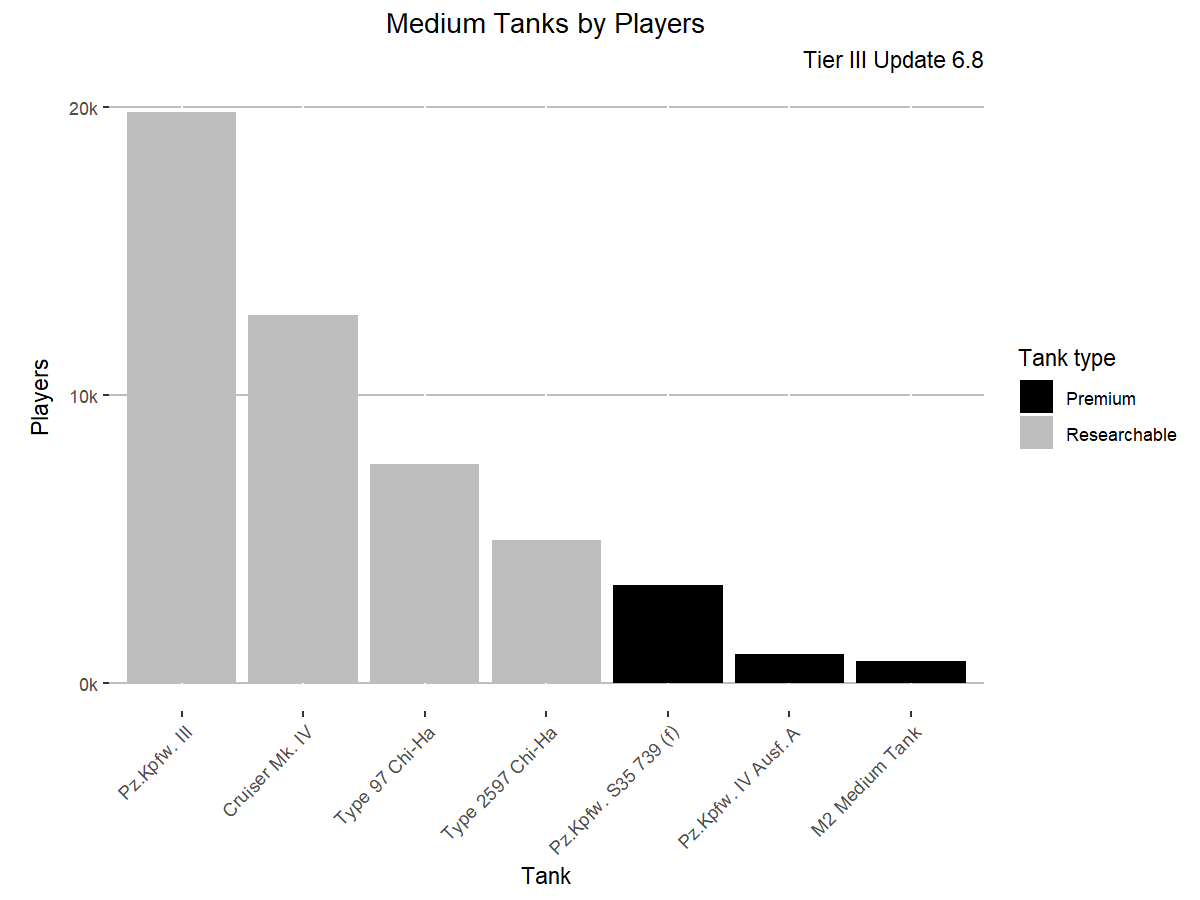 Medium Tanks by Players
Tier III Update 6.8
20k
10k
0k
Players
Pz.Kpfw. III
Cruiser Mk. IV
Type 97 Chi-Ha
Type 2597 Chi-Ha
Pz.Kpfw. S35 739 (f)
Pz.Kpfw. IV Ausf. A
M2 Medium Tank
Tank
Tank type
Premium
Researchable